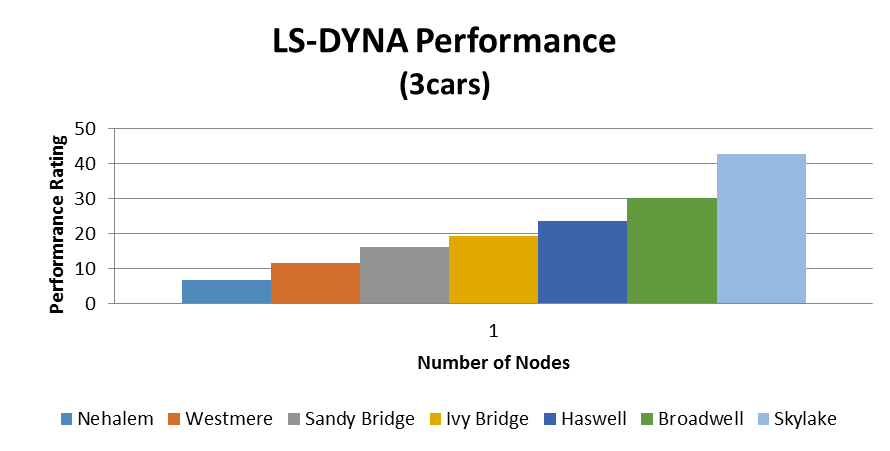 LS-DYNA Performance
(3cars)
Performrance Rating
50
40
30
20
10
0
1
Number of Nodes
Nehalem Westmere Sandy Bridge Ivy Bridge Haswell Broadwell Skylake